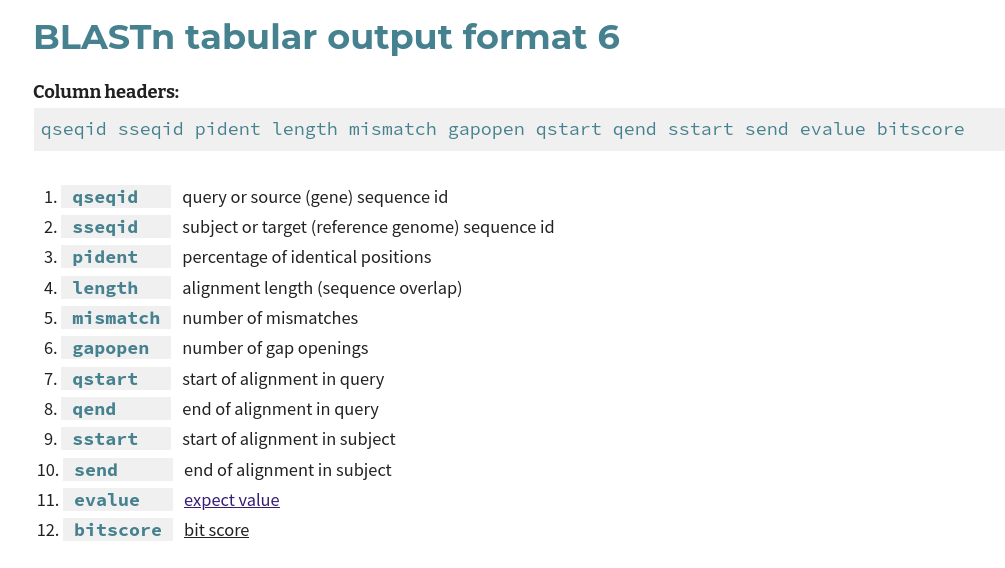 BLASTn tabular output format 6
Column headers:
qseqid sseqid pident length mismatch gapopen qstart qend sstart send evalue bitscore
1. qseqid query or source (gene) sequence id
2. sseqid subject or target (reference genome) sequence id
3. pident percentage of identical positions
4. length alignment length (sequence overlap)
5. mismatch number of mismatches
6. gapopen number of gap openings
7. qstart start of alignment in query
8. qend end of alignment in query
9. sstart start of alignment in subject
10. send end of alignment in subject
11. evalue expect value
12. bitscore bit score